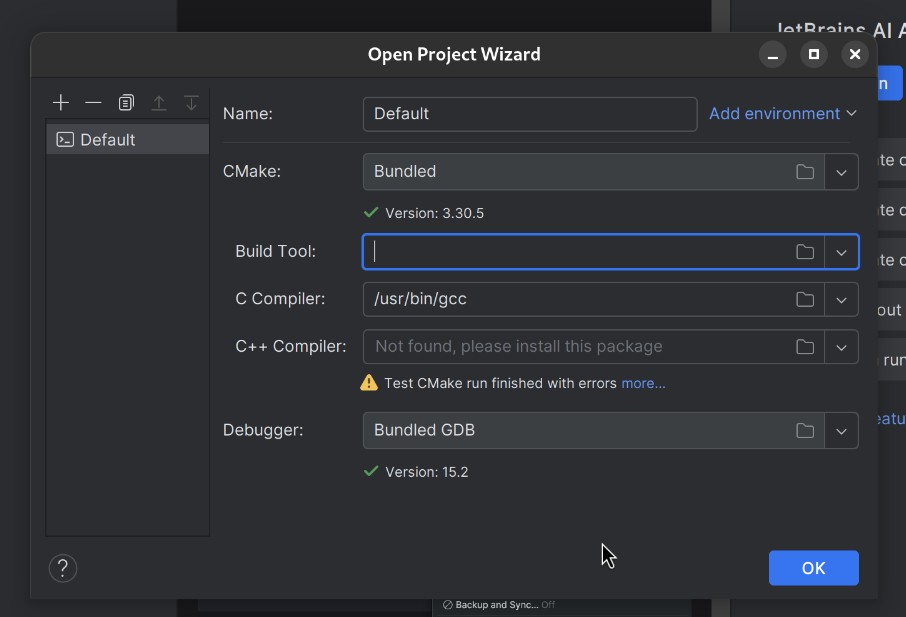 JetBrains AI A
Open Project Wizard
n
Name:
Default
Add environment
Default
te c
CMake:
Bundled
Version: 3.30.5
te c
Build Tool:
te c
C Compiler:
/usr/bin/gcc
out
C++ Compiler:
Not found, please install this package
run
Test CMake run finished with errors more...
eatu
Debugger:
Bundled GDB
Version: 15.2
?
OK
Backup and Sync... Off